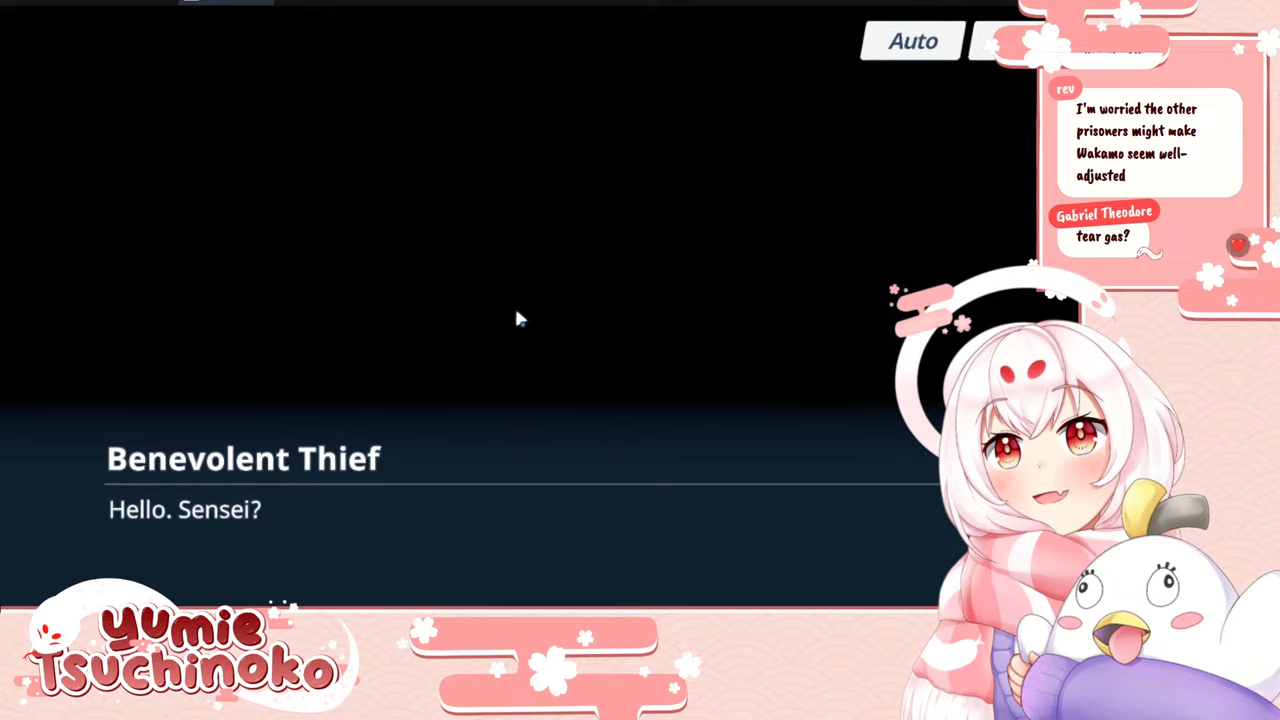 Auto
rev
I'm worried the other
prisoners might make
Wakamo seem well-
adjusted
Gabriel Theodore
tear gas?
Benevolent Thief
Hello. Sensei?
yumie
Tsuchinoko